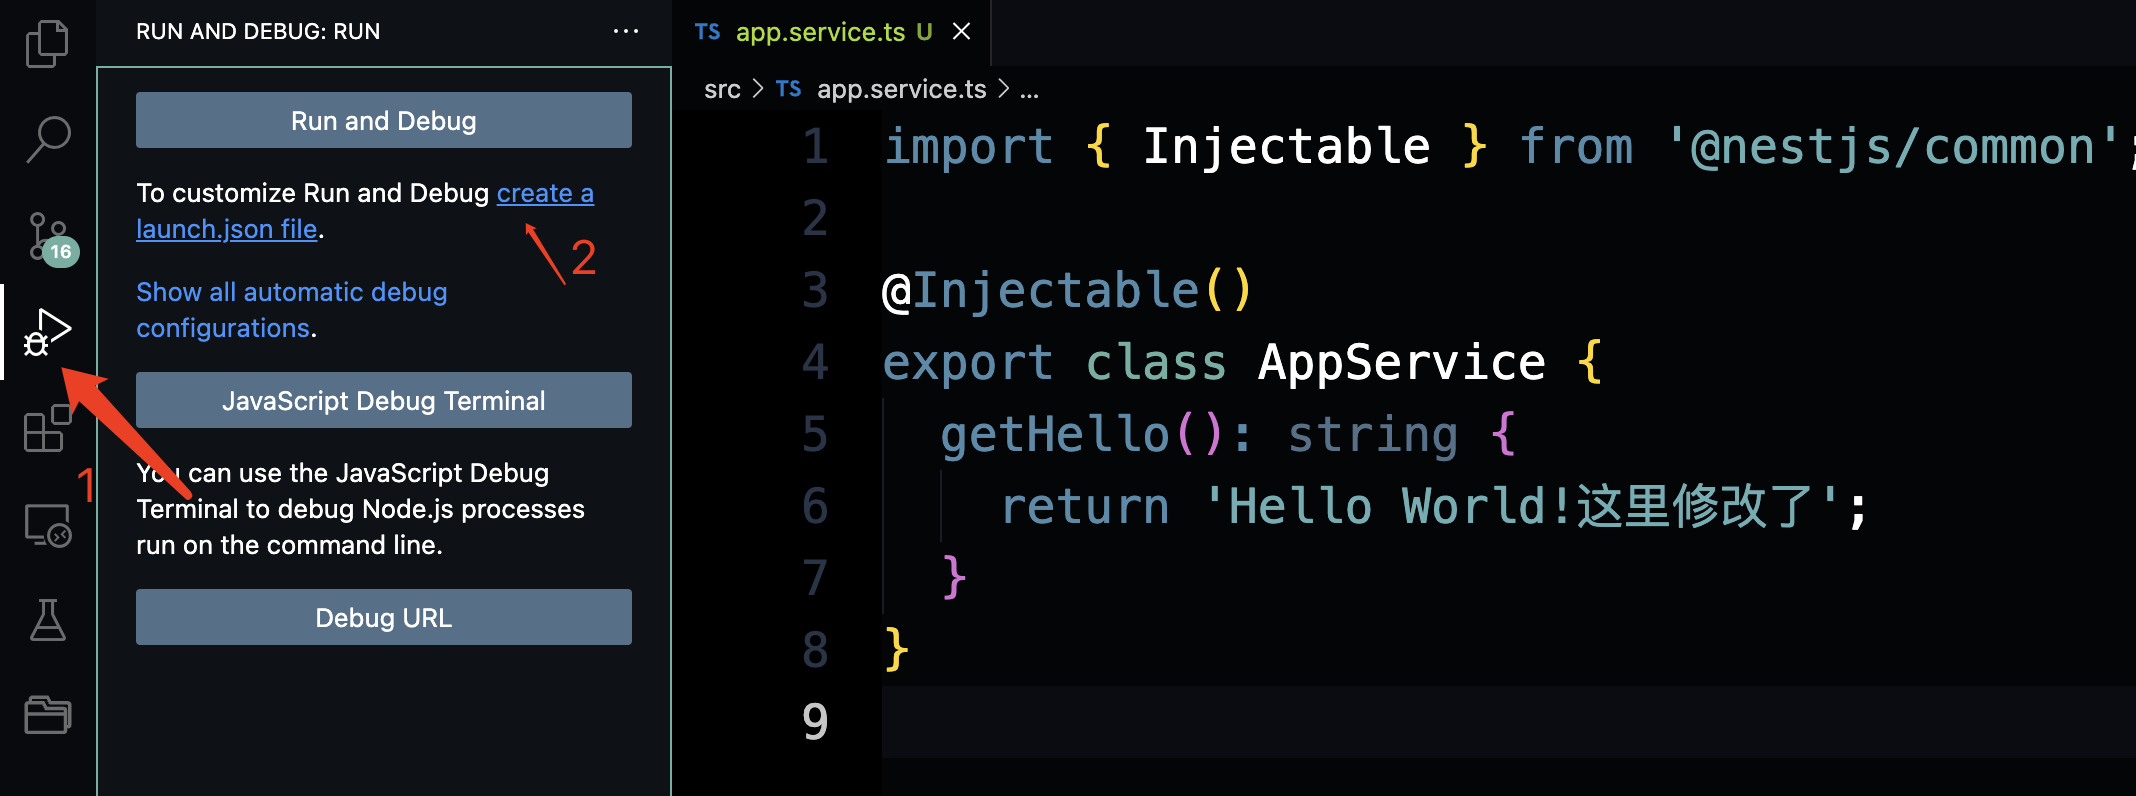 RUN AND DEBUG: RUN
Run and Debug
To customize Run and Debug create a
launch.json file.
2
Show all automatic debug
configurations.
JavaScript Debug Terminal
1
You can use the JavaScript Debug
Terminal to debug Node.js processes
run on the command line.
Debug URL
16
TS app.service.ts U
src > TS app.service.ts > ...
1 import { Injectable } from '@nestjs/common';
2
3 @Injectable()
4 export class AppService {
5 getHello(): string {
6 return 'Hello World!这里修改了';
7 }
8 }
9